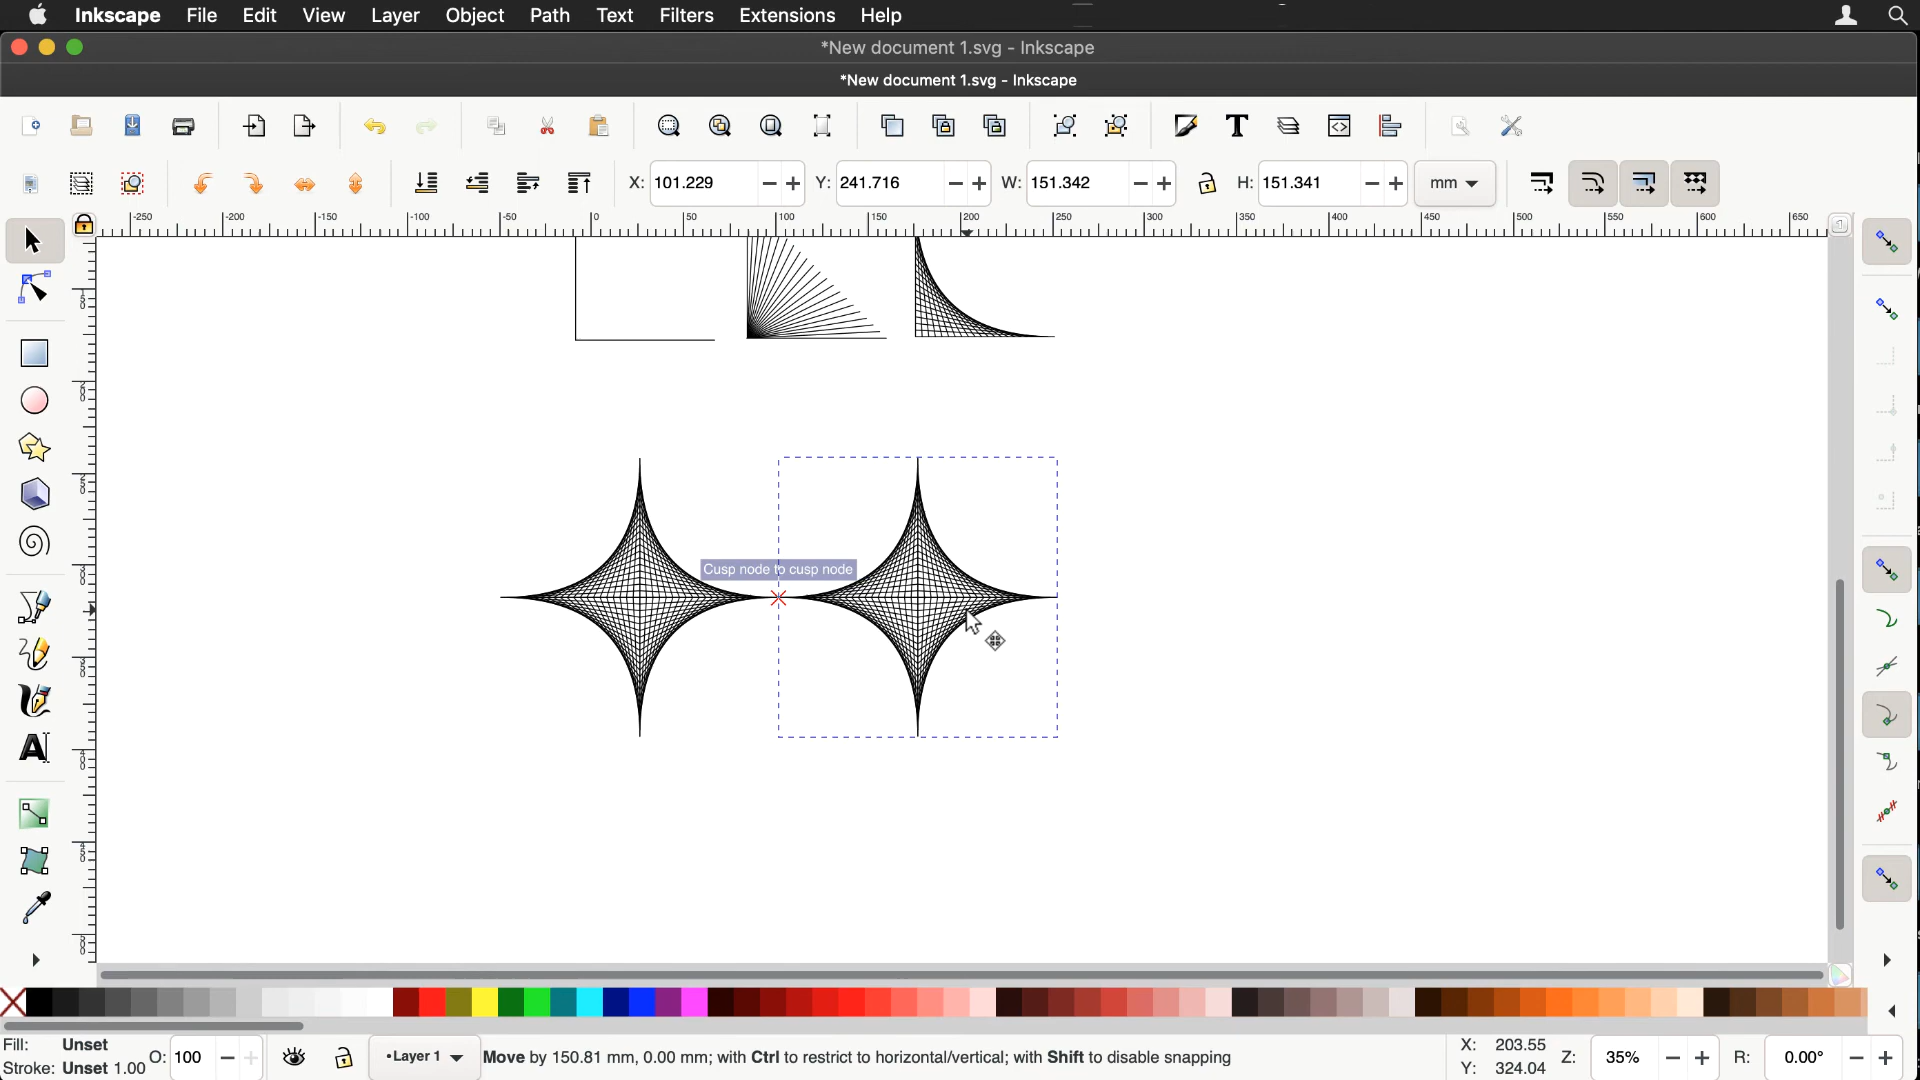 Inkscape File Edit View Layer Object Path Text Filters Extensions Help
*New document 1.svg - Inkscape
*New document 1.svg - Inkscape
X: 101.229 Y: 241.716 W: 151.342 H: 151.341 mm
-250 -200 -150 -100 -50 0 50 100 150 200 250 300 350 400 450 500 550 600 650
Cusp node to cusp node
Fill: Unset
Stroke: Unset 1.00
O: 100
•Layer 1
Move by 150.81 mm, 0.00 mm; with Ctrl to restrict to horizontal/vertical; with Shift to disable snapping
X: 203.55
Y: 324.04
Z: 35%
R: 0.00°